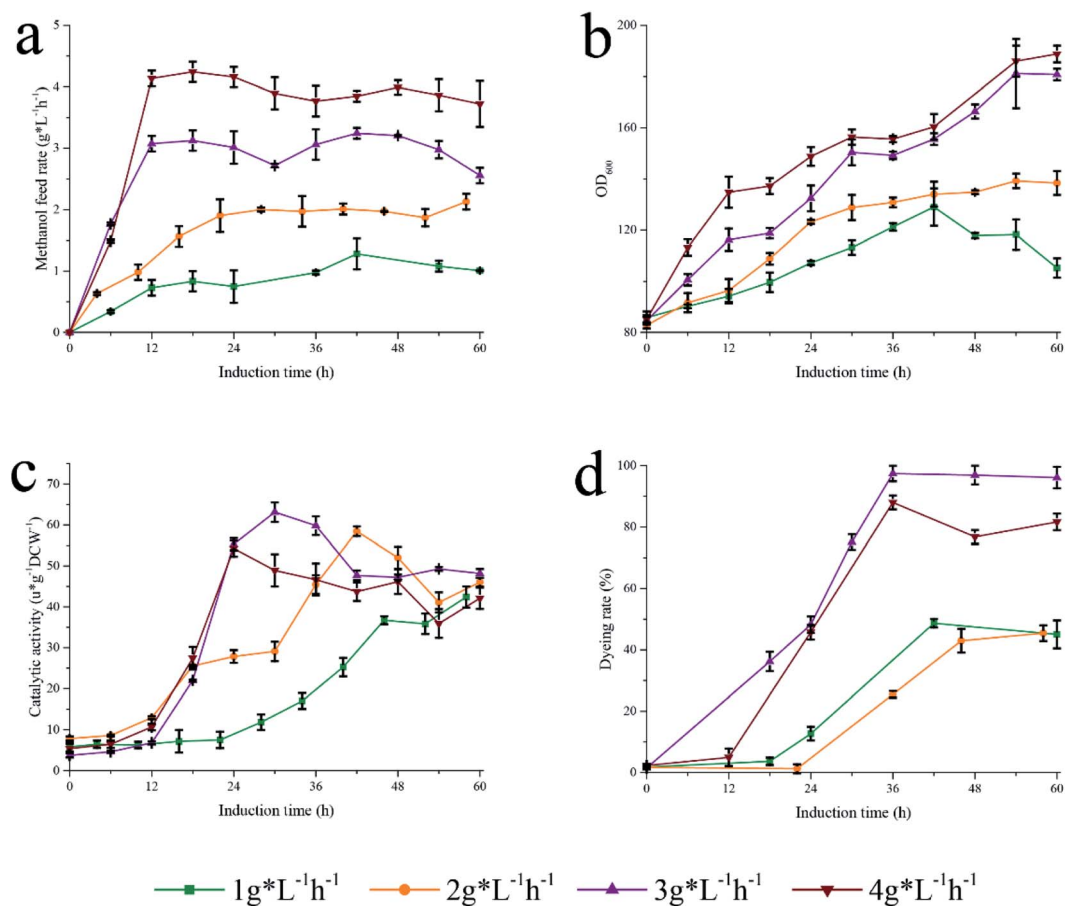 a
b
Methanol feed rate (g*L⁻¹h⁻¹)
5
4
3
2
1
0
0 12 24 36 48 60
Induction time (h)
OD₆₀₀
200
160
120
80
0 12 24 36 48 60
Induction time (h)
c
d
Catalytic activity (u*g⁻¹DCW⁻¹)
70
60
50
40
30
20
10
0
0 12 24 36 48 60
Induction time (h)
Dyeing rate (%)
100
80
60
40
20
0
0 12 24 36 48 60
Induction time (h)
1g*L⁻¹h⁻¹ 2g*L⁻¹h⁻¹ 3g*L⁻¹h⁻¹ 4g*L⁻¹h⁻¹